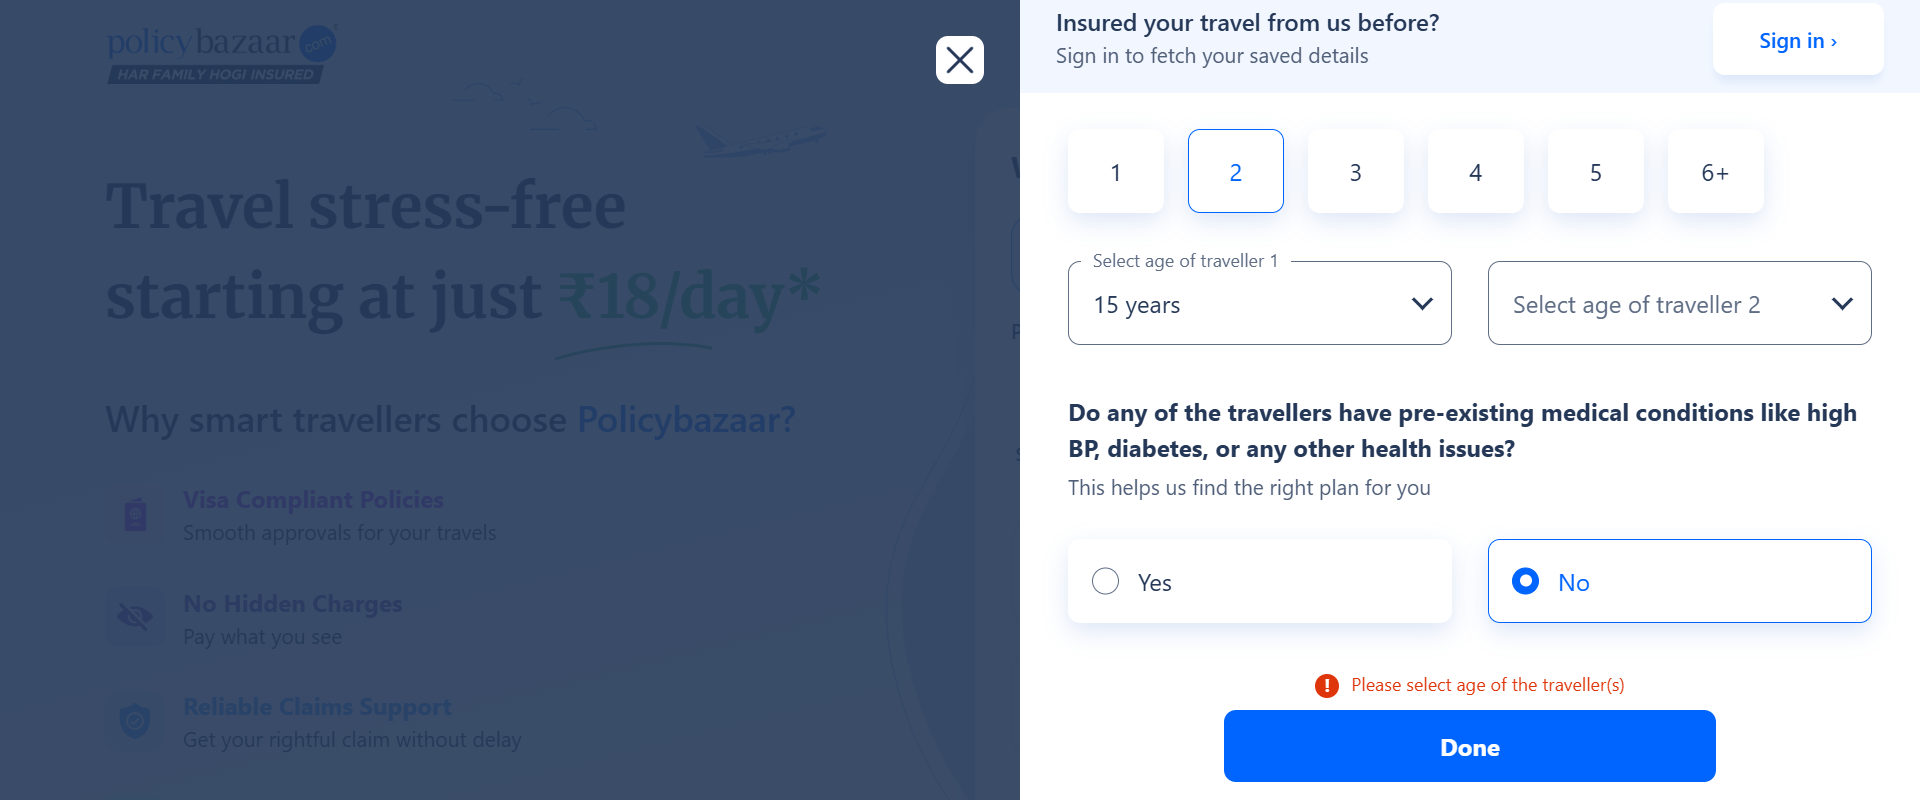 policybazaar.com
HAR FAMILY HOGI INSURED
Travel stress-free
starting at just ₹18/day*
Why smart travellers choose Policybazaar?
Visa Compliant Policies
Smooth approvals for your travels
No Hidden Charges
Pay what you see
Reliable Claims Support
Get your rightful claim without delay
Insured your travel from us before?
Sign in to fetch your saved details
Sign in ›
1
2
3
4
5
6+
Select age of traveller 1
15 years
Select age of traveller 2
Do any of the travellers have pre-existing medical conditions like high
BP, diabetes, or any other health issues?
This helps us find the right plan for you
Yes
No
Please select age of the traveller(s)
Done